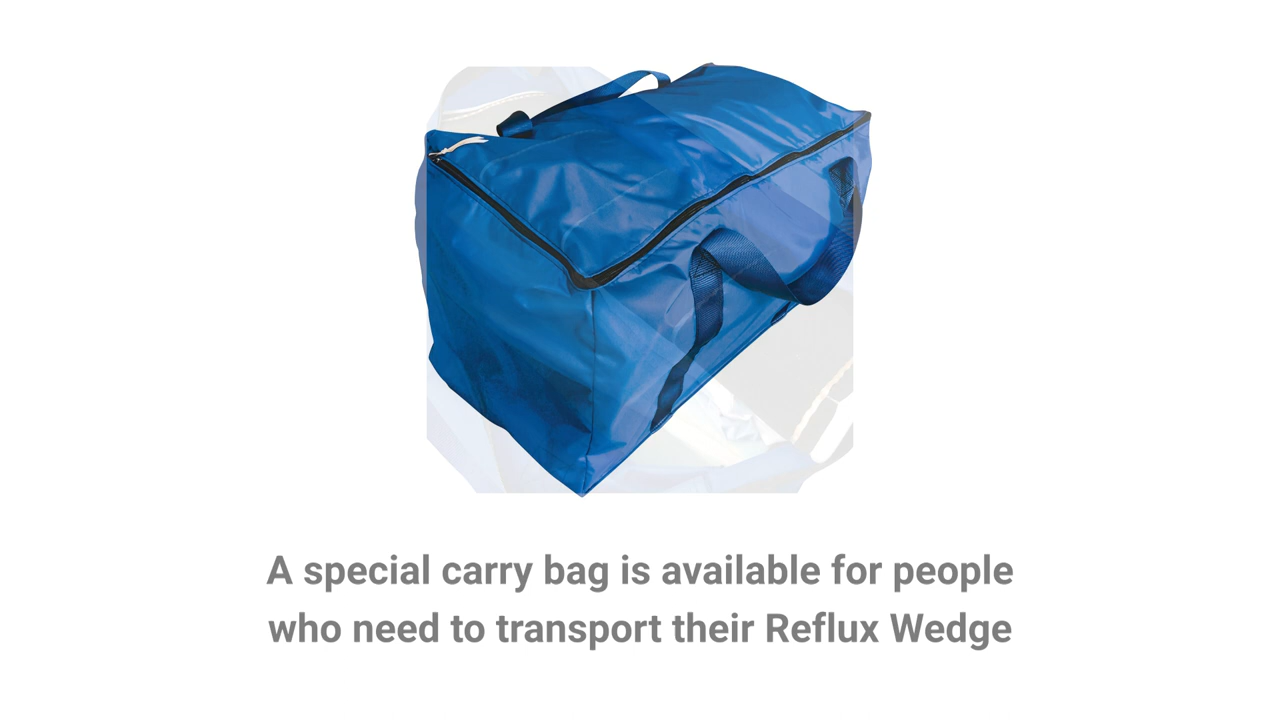 A special carry bag is available for people
who need to transport their Reflux Wedge